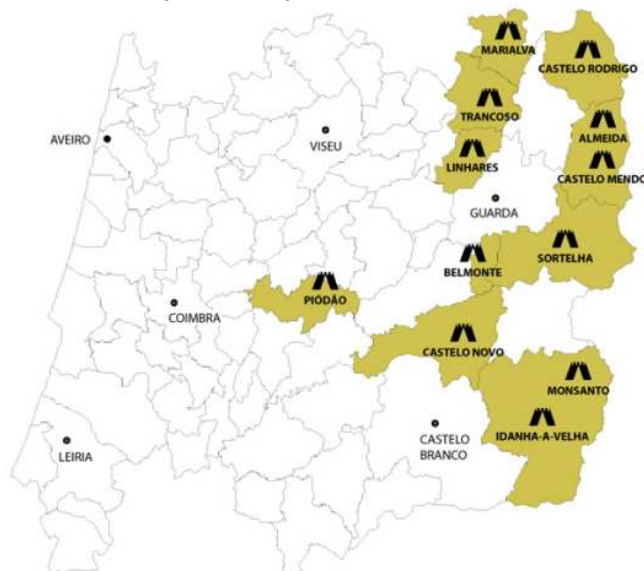 MARIALVA
CASTELO RODRIGO
TRANCOSO
ALMEIDA
AVEIRO
VISEU
LINHARES
CASTELO MENDO
GUARDA
SORTELHA
BELMONTE
PIÓDÃO
COIMBRA
CASTELO NOVO
MONSANTO
IDANHA-A-VELHA
CASTELO
BRANCO
LEIRIA